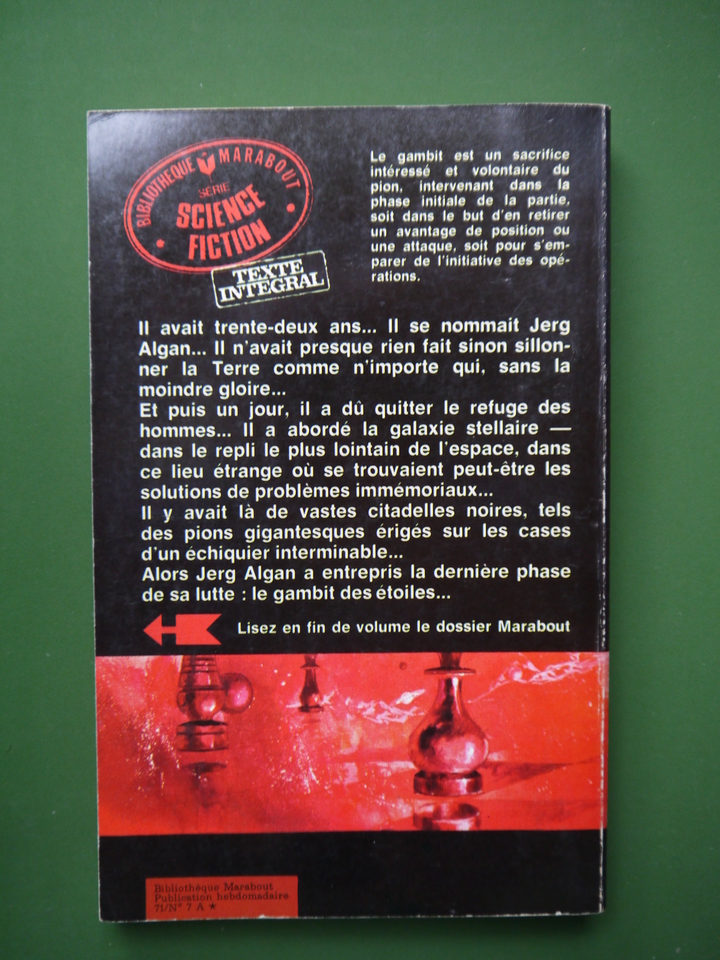 BIBLIOTHEQUE MARABOUT
SÉRIE
SCIENCE
FICTION
TEXTE
INTEGRAL
Le gambit est un sacrifice
intéressé et volontaire du
pion, intervenant dans la
phase initiale de la partie,
soit dans le but d'en retirer
un avantage de position ou
une attaque, soit pour s'em-
parer de l'initiative des opé-
rations.
Il avait trente-deux ans... Il se nommait Jerg
Algan... Il n'avait presque rien fait sinon sillon-
ner la Terre comme n'importe qui, sans la
moindre gloire...
Et puis un jour, il a dû quitter le refuge des
hommes... Il a abordé la galaxie stellaire —
dans le repli le plus lointain de l'espace, dans
ce lieu étrange où se trouvaient peut-être les
solutions de problèmes immémoriaux...
Il y avait là de vastes citadelles noires, tels
des pions gigantesques érigés sur les cases
d'un échiquier interminable...
Alors Jerg Algan a entrepris la dernière phase
de sa lutte : le gambit des étoiles...
Lisez en fin de volume le dossier Marabout
Bibliothèque Marabout
Publication hebdomadaire
71/N° 7 A ★